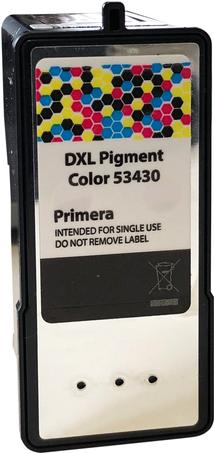 DXL Pigment
Color 53430
Primera
INTENDED FOR SINGLE USE
DO NOT REMOVE LABEL